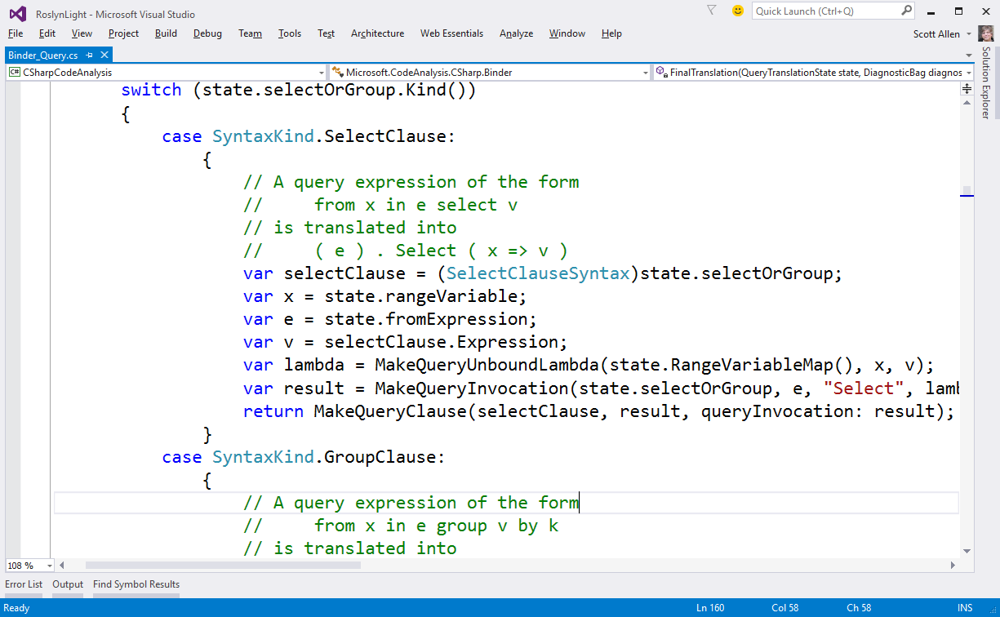 RoslynLight - Microsoft Visual Studio
Quick Launch (Ctrl+Q)
File Edit View Project Build Debug Team Tools Test Architecture Web Essentials Analyze Window Help
Scott Allen
Binder_Query.cs
Solution Explorer
C# CSharpCodeAnalysis
Microsoft.CodeAnalysis.CSharp.Binder
FinalTranslation(QueryTranslationState state, DiagnosticBag diagnos
switch (state.selectOrGroup.Kind())
{
case SyntaxKind.SelectClause:
{
// A query expression of the form
//     from x in e select v
// is translated into
//     ( e ) . Select ( x => v )
var selectClause = (SelectClauseSyntax)state.selectOrGroup;
var x = state.rangeVariable;
var e = state.fromExpression;
var v = selectClause.Expression;
var lambda = MakeQueryUnboundLambda(state.RangeVariableMap(), x, v);
var result = MakeQueryInvocation(state.selectOrGroup, e, "Select", lamb
return MakeQueryClause(selectClause, result, queryInvocation: result);
}
case SyntaxKind.GroupClause:
{
// A query expression of the form
//     from x in e group v by k
// is translated into
108 %
Error List Output Find Symbol Results
Ready Ln 160 Col 58 Ch 58 INS